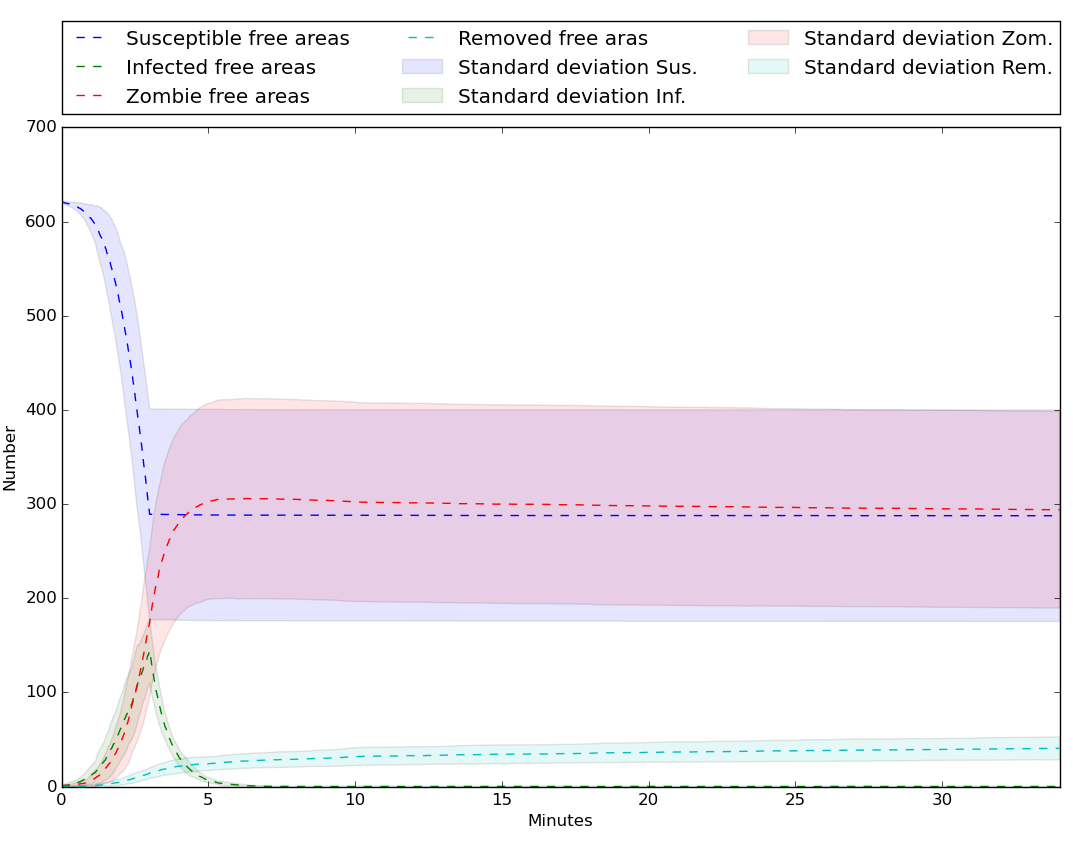 Susceptible free areas
Infected free areas
Zombie free areas
Removed free aras
Standard deviation Sus.
Standard deviation Inf.
Standard deviation Zom.
Standard deviation Rem.
700
600
500
400
300
200
100
0
Number
0 5 10 15 20 25 30
Minutes